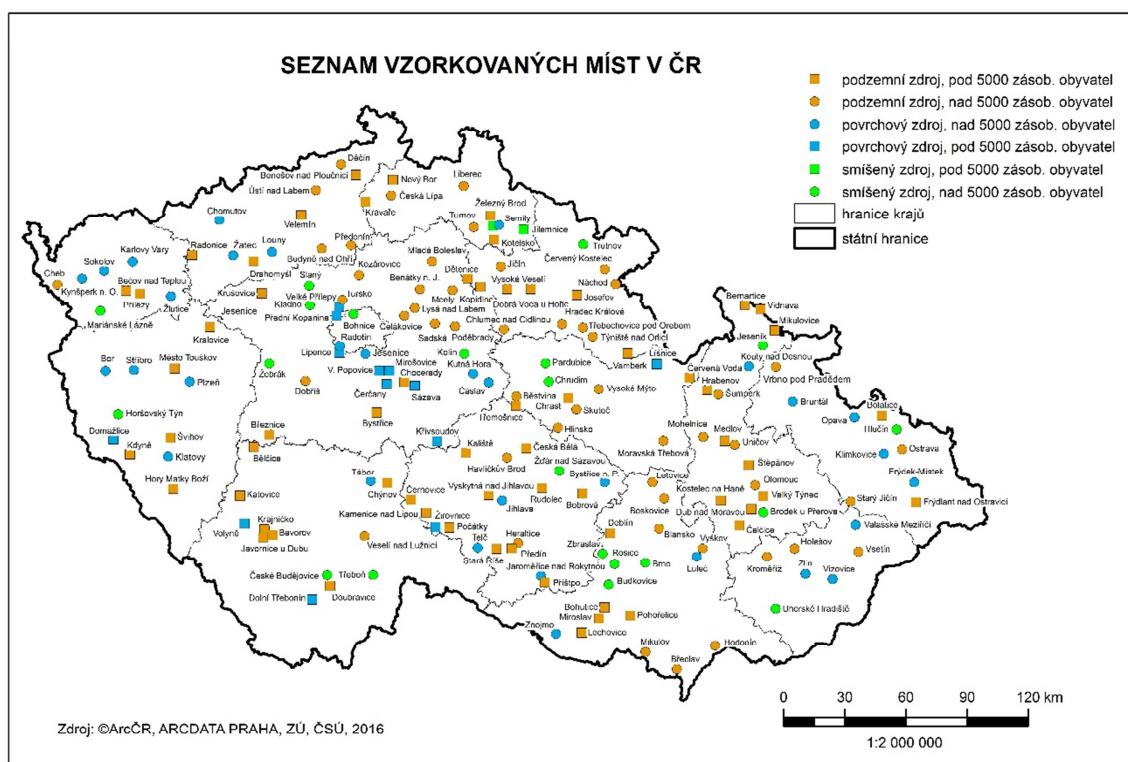 SEZNAM VZORKOVANÝCH MÍST V ČR
podzemní zdroj, pod 5000 zásob. obyvatel
podzemní zdroj, nad 5000 zásob. obyvatel
povrchový zdroj, nad 5000 zásob. obyvatel
povrchový zdroj, pod 5000 zásob. obyvatel
smíšený zdroj, pod 5000 zásob. obyvatel
smíšený zdroj, nad 5000 zásob. obyvatel
hranice krajů
státní hranice
Děčín
Benešov nad Ploučnicí
Nový Bor
Liberec
Ústí nad Labem
Česká Lípa
Železný Brod
Chomutov
Velemín
Kravaře
Turnov
Semily
Jilemnice
Kotelsko
Trutnov
Karlovy Vary
Radonice
Žatec
Louny
Předonín
Budyně nad Ohří
Mladá Boleslav
Jičín
Červený Kostelec
Cheb
Sokolov
Drahomyšl
Kozárovice
Dětenice
Náchod
Kynšperk n. O.
Bečov nad Teplou
Slaný
Benátky n. J.
Vysoké Veselí
Přílezy
Žlutice
Krušovice
Velké Přílepy
Tursko
Mcely
Kopidlno
Dobrá Voda u Hořic
Josefov
Bernartice
Vidnava
Mariánské Lázně
Jesenice
Kladno
Přední Kopanina
Lysá nad Labem
Hradec Králové
Mikulovice
Kralovice
Bohnice
Čelákovice
Chlumec nad Cidlinou
Třebechovice pod Orebem
Jeseník
Radotín
Sadská
Poděbrady
Týniště nad Orlicí
Kouty nad Desnou
Bor
Stříbro
Město Touškov
Lipence
Jesenice
Kolín
Pardubice
Vamberk
Líšnice
Vrbno pod Pradědem
Plzeň
Žebrák
V. Popovice
Mirošovice
Chocerady
Kutná Hora
Chrudim
Červená Voda
Hrabenov
Dobříš
Čerčany
Sázava
Čáslav
Vysoké Mýto
Šumperk
Bruntál
Bolatice
Horšovský Týn
Běstvina
Chrast
Opava
Hlučín
Domažlice
Švihov
Bystřice
Třemošnice
Skuteč
Mohelnice
Medlov
Kdyně
Klatovy
Březnice
Křivsoudov
Hlinsko
Uničov
Klimkovice
Ostrava
Bělčice
Kaliště
Česká Bělá
Moravská Třebová
Štěpánov
Frýdek-Místek
Hory Matky Boží
Tábor
Havlíčkův Brod
Žďár nad Sázavou
Letovice
Olomouc
Katovice
Chýnov
Černovice
Vyskytná nad Jihlavou
Bystřice n. P.
Kostelec na Hané
Velký Týnec
Starý Jičín
Frýdlant nad Ostravicí
Kamenice nad Lipou
Žirovnice
Jihlava
Rudolec
Bobrová
Boskovice
Dub nad Moravou
Brodek u Přerova
Volyně
Krajníčko
Počátky
Heraltice
Deblín
Blansko
Čelčice
Valašské Meziříčí
Bavorov
Javornice u Dubu
Veselí nad Lužnicí
Telč
Stará Říše
Předín
Zbraslav
Vyškov
Holešov
Vsetín
Rosice
Brno
Luleč
Kroměříž
Zlín
Vizovice
České Budějovice
Třeboň
Jaroměřice nad Rokytnou
Přištpo
Budkovice
Dolní Třebonín
Doubravice
Bohutice
Miroslav
Pohořelice
Uherské Hradiště
Znojmo
Lechovice
Mikulov
Hodonín
Břeclav
0 30 60 90 120 km
1:2 000 000
Zdroj: ©ArcČR, ARCDATA PRAHA, ZÚ, ČSÚ, 2016